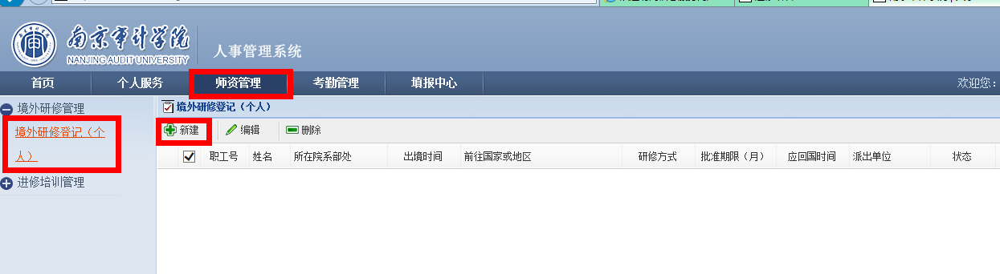 南京审计学院
NANJING AUDIT UNIVERSITY
人事管理系统
首页 个人服务 师资管理 考勤管理 填报中心 欢迎您：
境外研修管理
境外研修登记（个
人）
进修培训管理
境外研修登记（个人）
新建 编辑 删除
职工号 姓名 所在院系部处 出境时间 前往国家或地区 研修方式 批准期限（月） 应回国时间 派出单位 状态